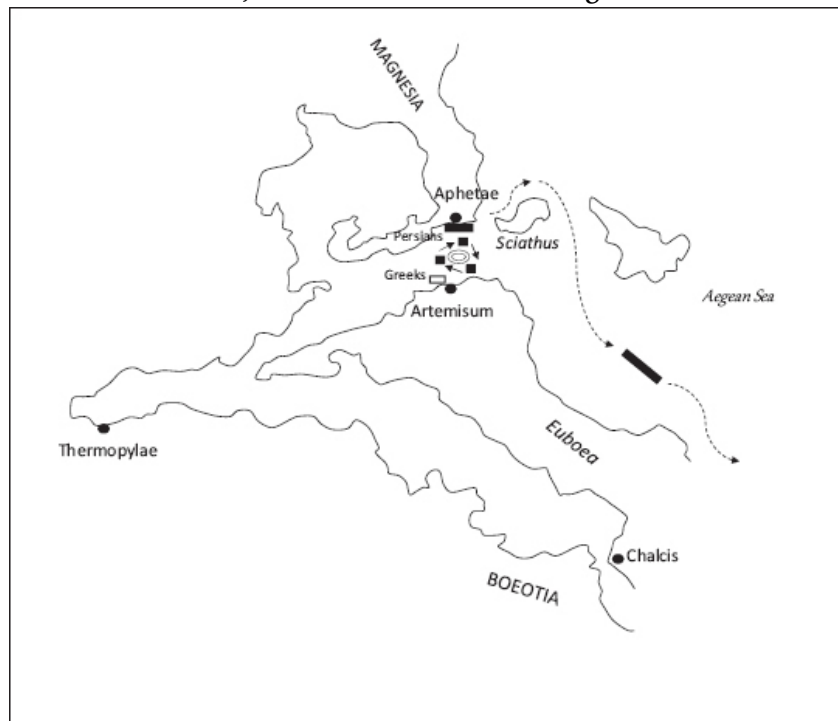 MAGNESIA
Aphetae
Persians
Sciathus
Greeks
Artemisum
Aegean Sea
Thermopylae
Euboea
Chalcis
BOEOTIA